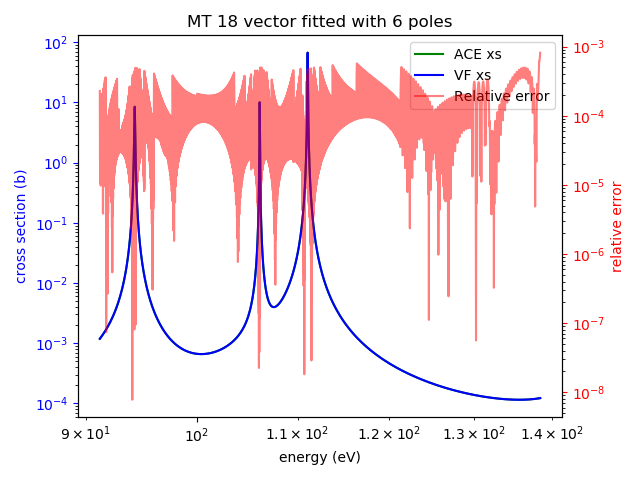 MT 18 vector fitted with 6 poles
ACE xs
VF xs
Relative error
cross section (b)
10²
10¹
10⁰
10⁻¹
10⁻²
10⁻³
10⁻⁴
relative error
10⁻³
10⁻⁴
10⁻⁵
10⁻⁶
10⁻⁷
10⁻⁸
9 × 10¹ 10² 1.1 × 10² 1.2 × 10² 1.3 × 10² 1.4 × 10²
energy (eV)